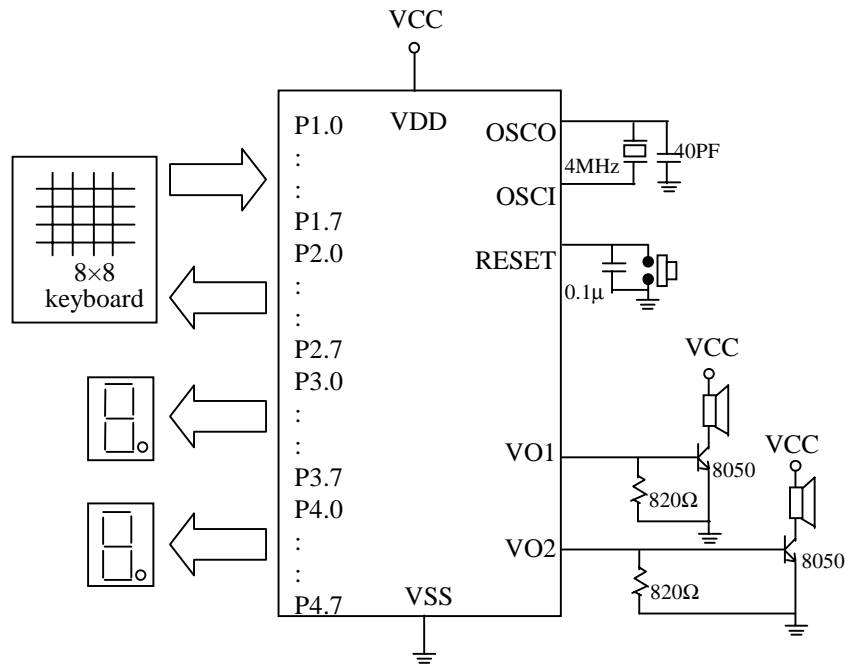 VCC
P1.0
:
:
P1.7
P2.0
:
:
P2.7
P3.0
:
:
P3.7
P4.0
:
:
P4.7
VDD
VSS
OSCO
OSCI
RESET
VO1
VO2
8×8
keyboard
4MHz
40PF
0.1μ
VCC
8050
820Ω
VCC
8050
820Ω